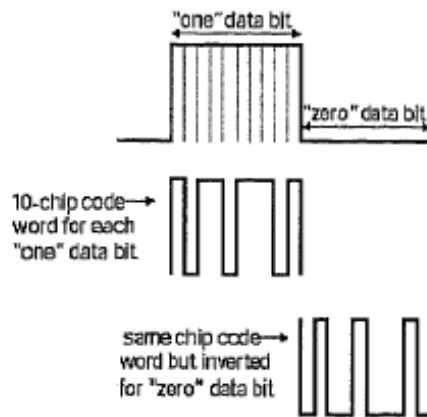 "one" data bit
"zero" data bit
10-chip code
word for each
"one" data bit
same chip code
word but inverted
for "zero" data bit